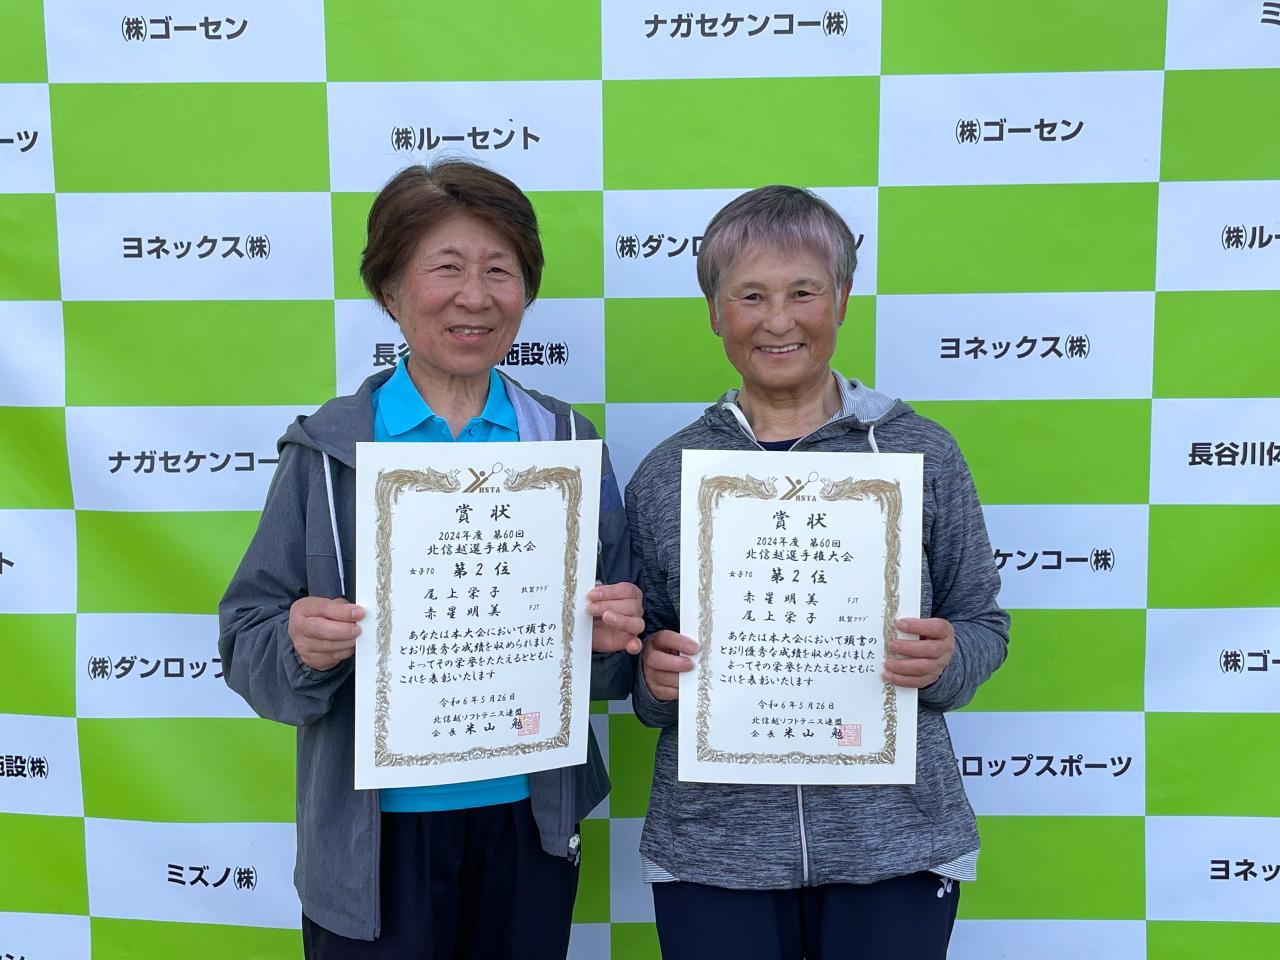 ㈱ゴーセン
ナガセケンコー㈱
ミ
ーツ
㈱ルーセント
㈱ゴーセン
ヨネックス㈱
㈱ダンロ
ツ
㈱ルー
長谷
施設㈱
ヨネックス㈱
ナガセケンコー
長谷川体
ト
ケンコー㈱
㈱ダンロップ
㈱ゴー
施設㈱
ンロップスポーツ
ミズノ㈱
ヨネッ
HSTA
賞状
2024年度 第60回
北信越選手権大会
女子70 第2位
尾上栄子 敦賀クラブ
赤星明美 FJT
あなたは本大会において頭書の
とおり優秀な成績を収められました
よってその栄誉をたたえるとともに
これを表彰いたします
令和6年5月26日
北信越ソフトテニス連盟
会長 米山 勉
HSTA
賞状
2024年度 第60回
北信越選手権大会
女子70 第2位
赤星明美 FJT
尾上栄子 敦賀クラブ
あなたは本大会において頭書の
とおり優秀な成績を収められました
よってその栄誉をたたえるとともに
これを表彰いたします
令和6年5月26日
北信越ソフトテニス連盟
会長 米山 勉